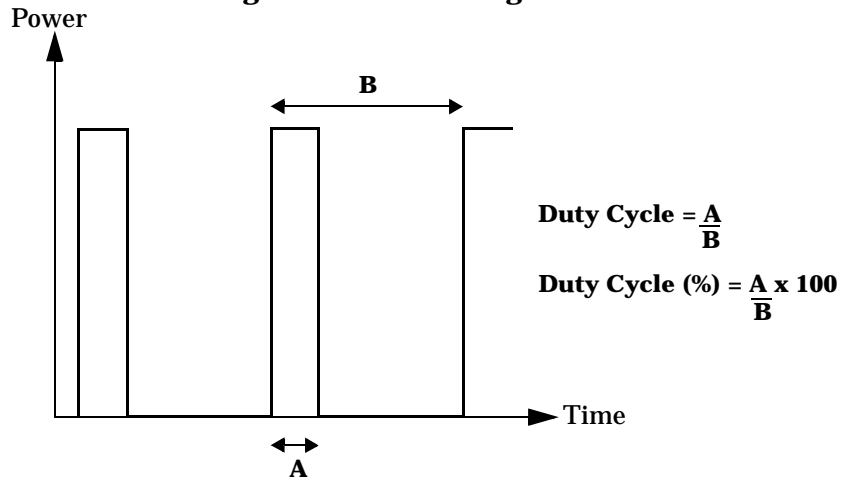 Power
B
Duty Cycle = A
B
Duty Cycle (%) = A x 100
B
Time
A